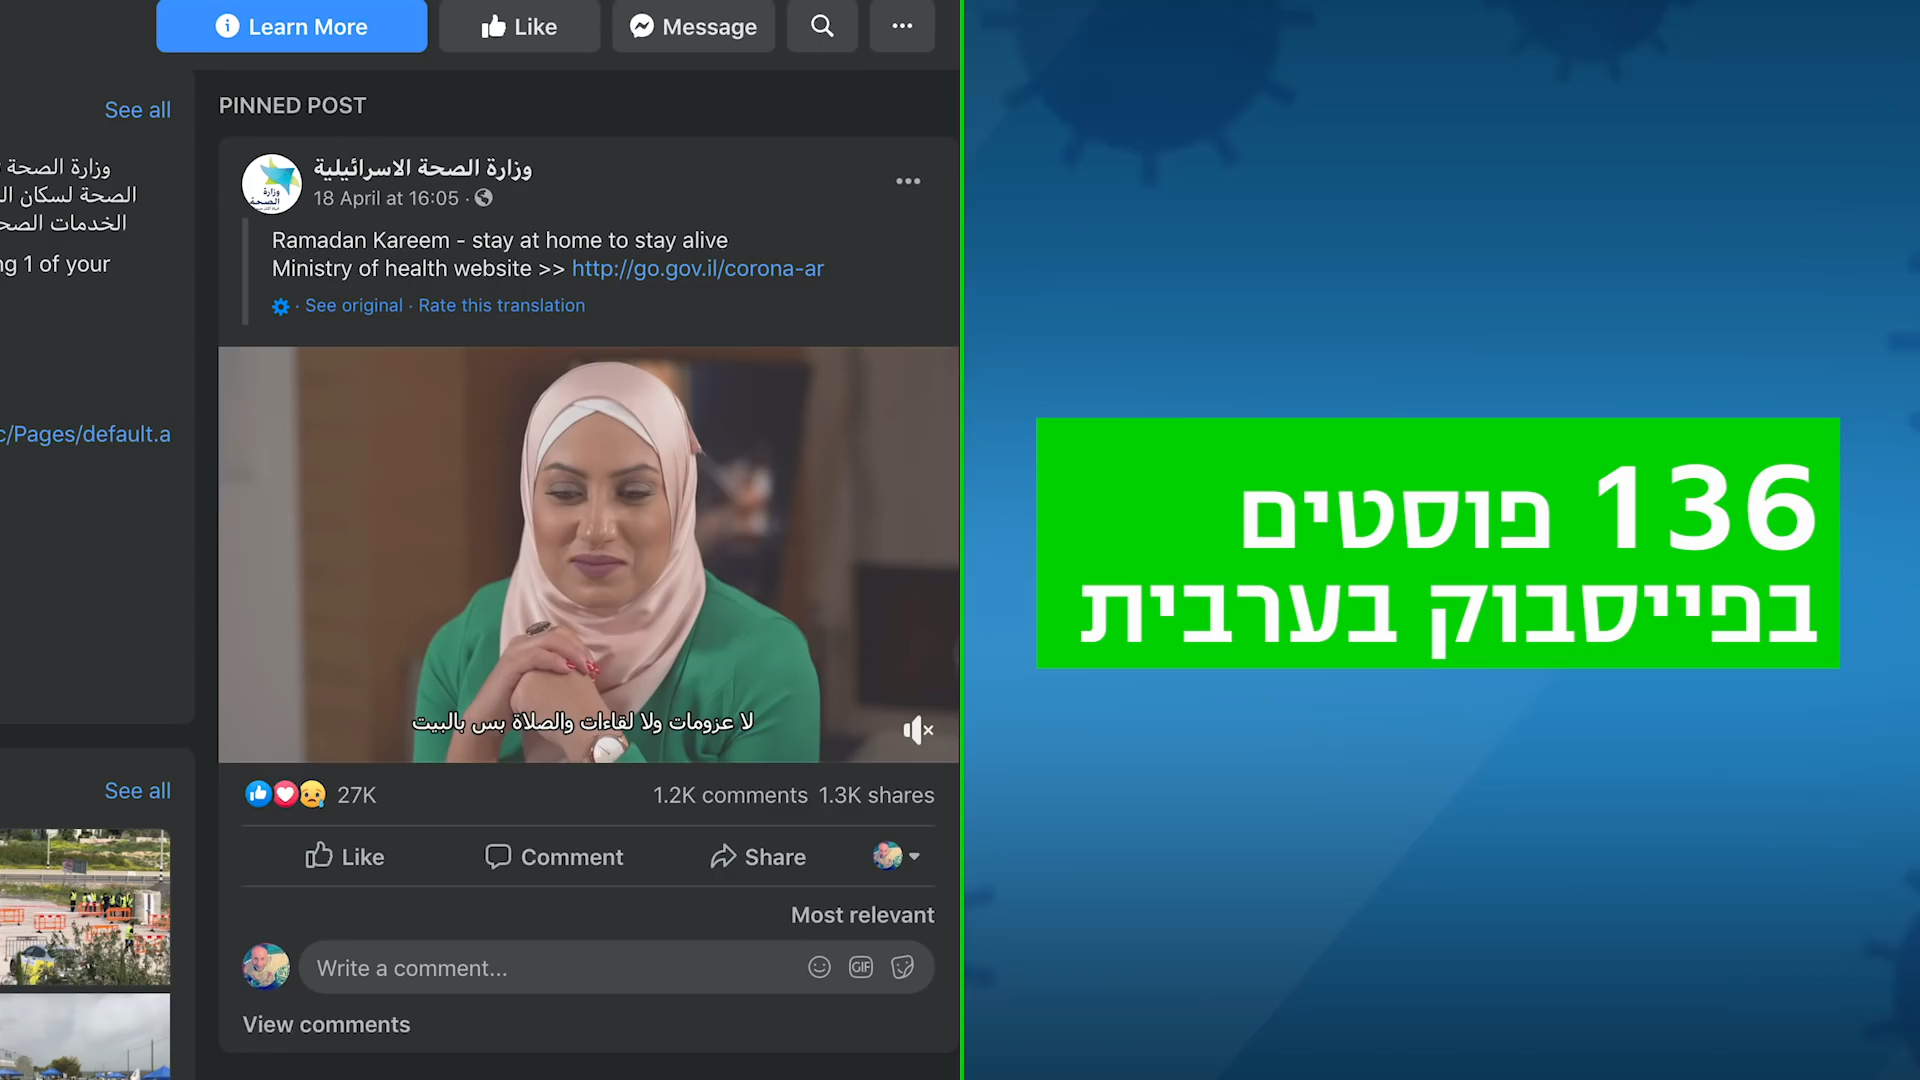 Learn More
Like
Message
See all
وزارة الصحة
الصحة لسكان
الخدمات
1 of your
c/Pages/default.a
See all
PINNED POST
وزارة الصحة الاسرائيلية
وزارة
الصحة
18 April at 16:05 ·
Ramadan Kareem - stay at home to stay alive
Ministry of health website >> http://go.gov.il/corona-ar
· See original · Rate this translation
لا عزومات ولا لقاءات والصلاة بس بالبيت
27K
1.2K comments 1.3K shares
Like
Comment
Share
Most relevant
Write a comment...
GIF
View comments
136 פוסטים
בפייסבוק בערבית